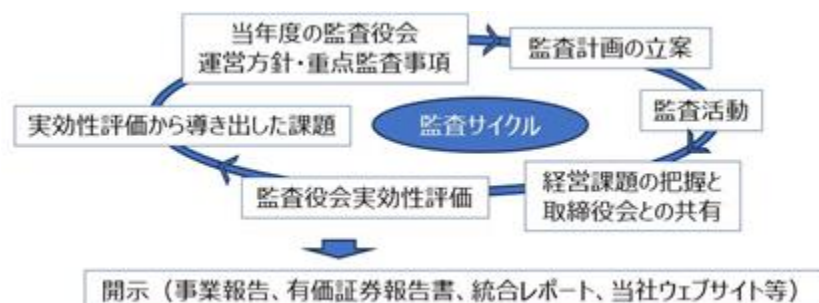 当年度の監査役会
運営方針・重点監査事項
監査計画の立案
実効性評価から導き出した課題
監査サイクル
監査活動
監査役会実効性評価
経営課題の把握と
取締役会との共有
開示（事業報告、有価証券報告書、統合レポート、当社ウェブサイト等）